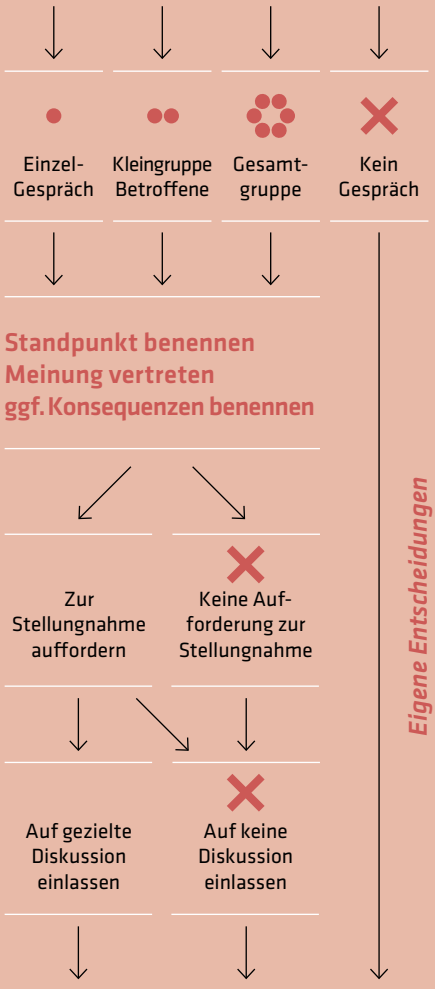 Einzel-
Gespräch
Kleingruppe
Betroffene
Gesamt-
gruppe
Kein
Gespräch
Standpunkt benennen
Meinung vertreten
ggf. Konsequenzen benennen
Zur
Stellungnahme
auffordern
Keine Auf-
forderung zur
Stellungnahme
Auf gezielte
Diskussion
einlassen
Auf keine
Diskussion
einlassen
Eigene Entscheidungen